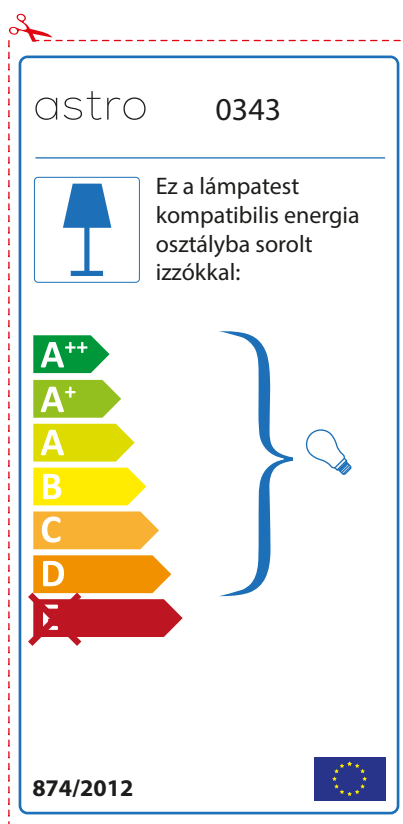 astro 0343
Ez a lámpatest
kompatibilis energia
osztályba sorolt
izzókkal:
A++
A+
A
B
C
D
E
874/2012